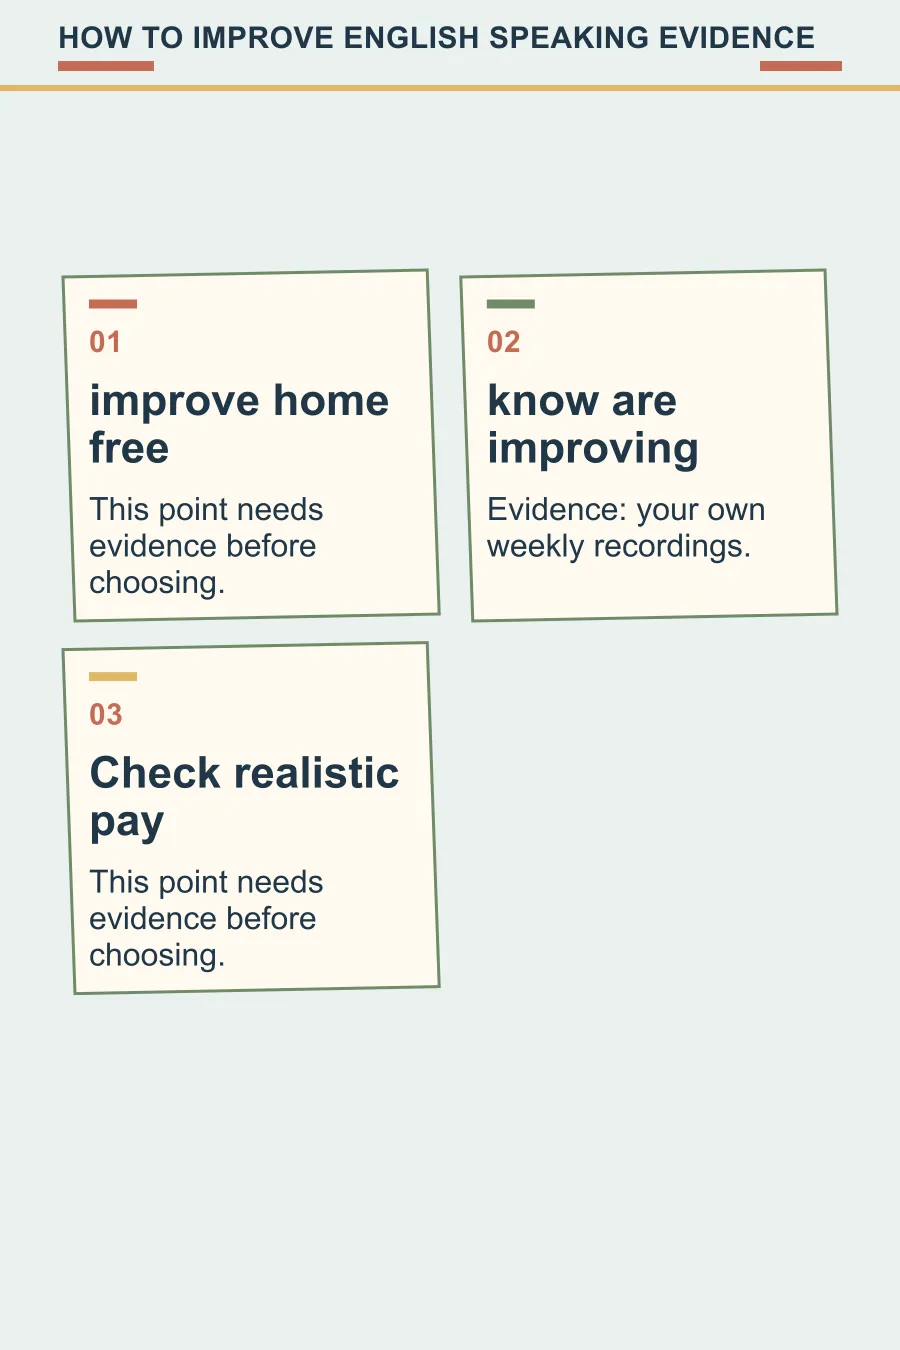 HOW TO IMPROVE ENGLISH SPEAKING EVIDENCE
01
improve home
free
This point needs
evidence before
choosing.
02
know are
improving
Evidence: your own
weekly recordings.
03
Check realistic
pay
This point needs
evidence before
choosing.